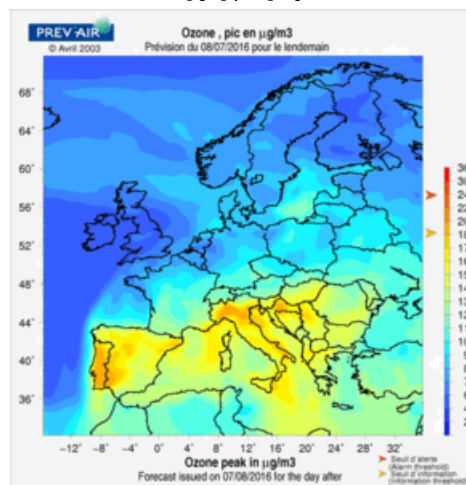 PREV'AIR
© Avril 2003
Ozone , pic en µg/m3
Prévision du 08/07/2016 pour le lendemain
68°
64°
60°
56°
52°
48°
44°
40°
36°
−12° −8° −4° 0° 4° 8° 12° 16° 20° 24° 28° 32°
Ozone peak in µg/m3
Forecast issued on 07/08/2016 for the day after
Seuil d'alerte
(Alarm threshold)
Seuil d'information
(Information threshold)